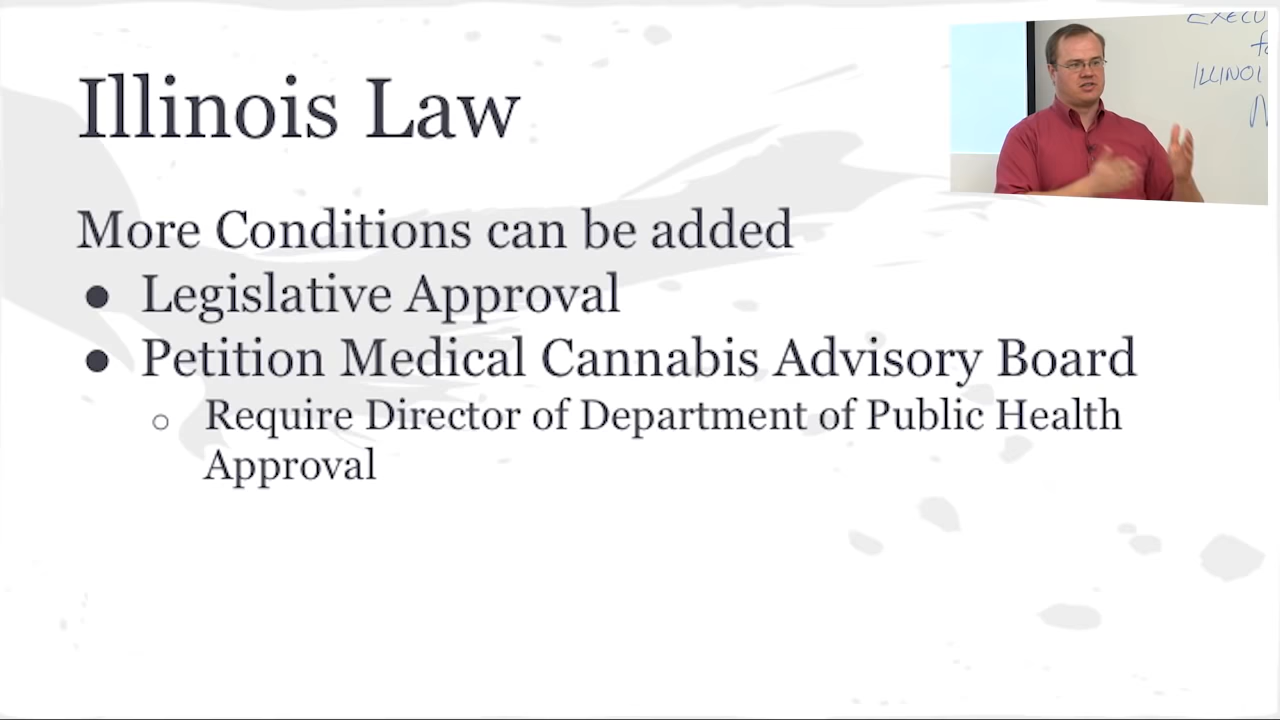 Illinois Law
More Conditions can be added
● Legislative Approval
● Petition Medical Cannabis Advisory Board
○ Require Director of Department of Public Health
Approval